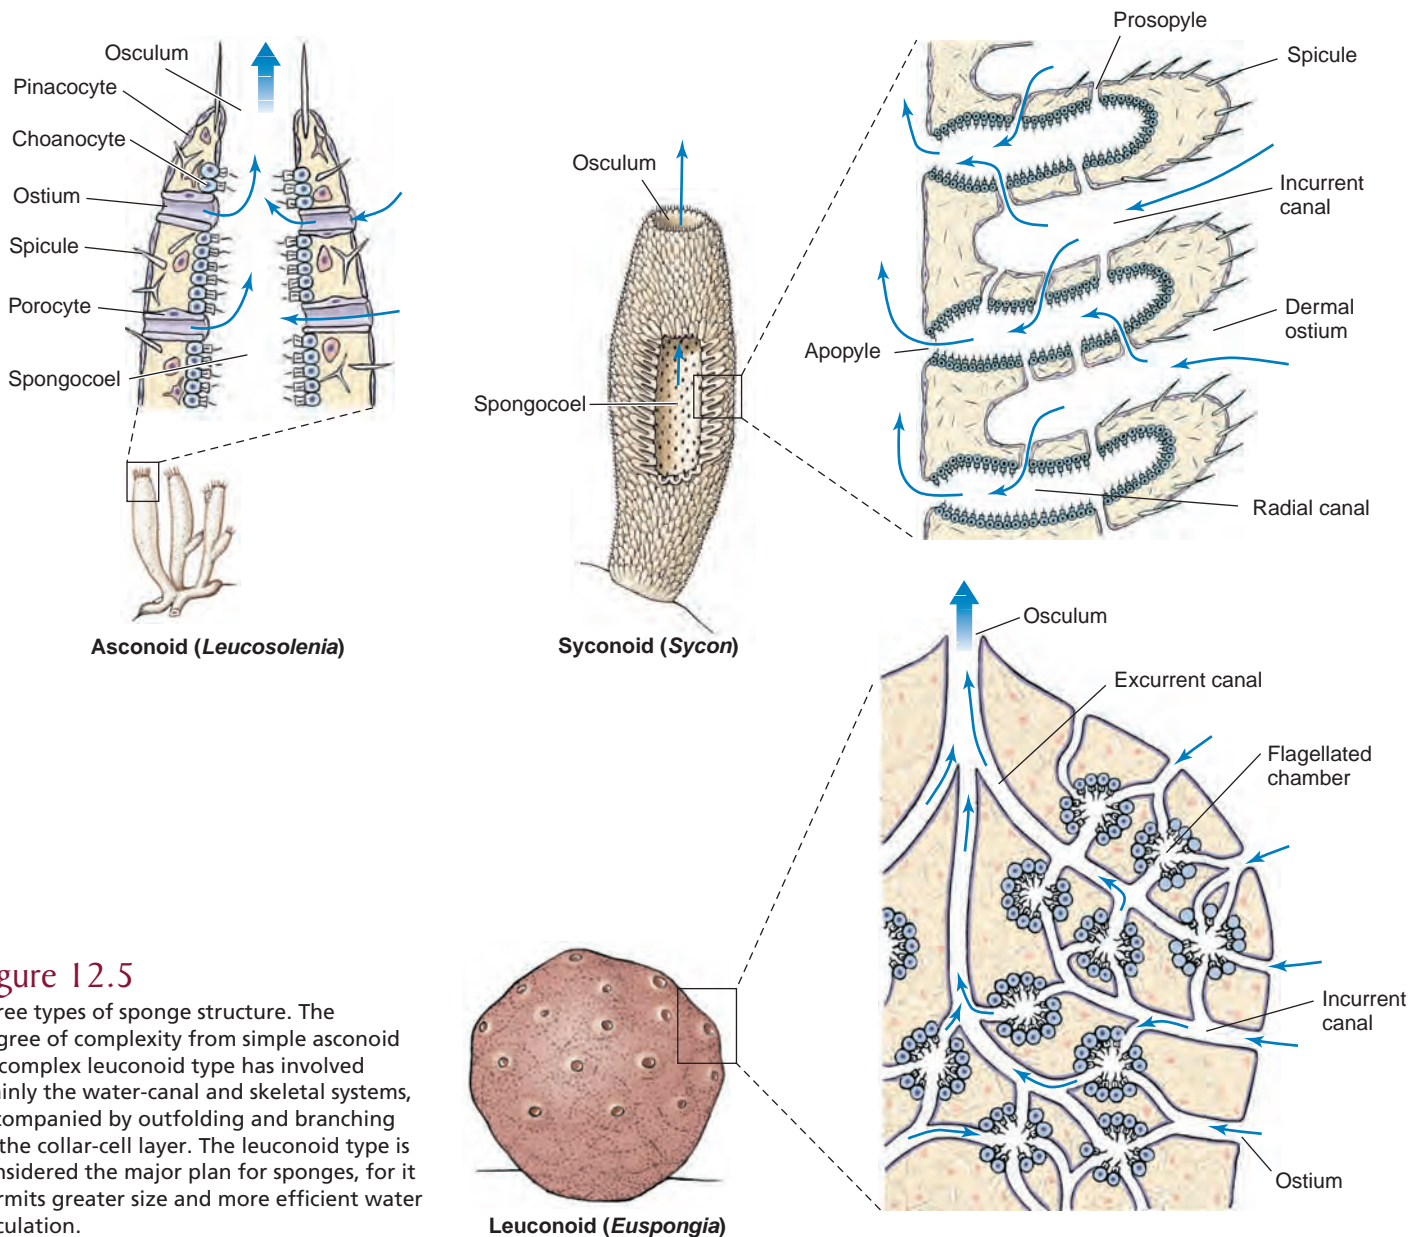 Osculum
Pinacocyte
Choanocyte
Ostium
Spicule
Porocyte
Spongocoel
Asconoid (Leucosolenia)
Osculum
Spongocoel
Syconoid (Sycon)
Prosopyle
Spicule
Incurrent
canal
Dermal
ostium
Apopyle
Radial canal
Osculum
Excurrent canal
Flagellated
chamber
Incurrent
canal
Ostium
Leuconoid (Euspongia)
gure 12.5
ree types of sponge structure. The
gree of complexity from simple asconoid
complex leuconoid type has involved
ainly the water-canal and skeletal systems,
companied by outfolding and branching
the collar-cell layer. The leuconoid type is
nsidered the major plan for sponges, for it
rmits greater size and more efficient water
culation.